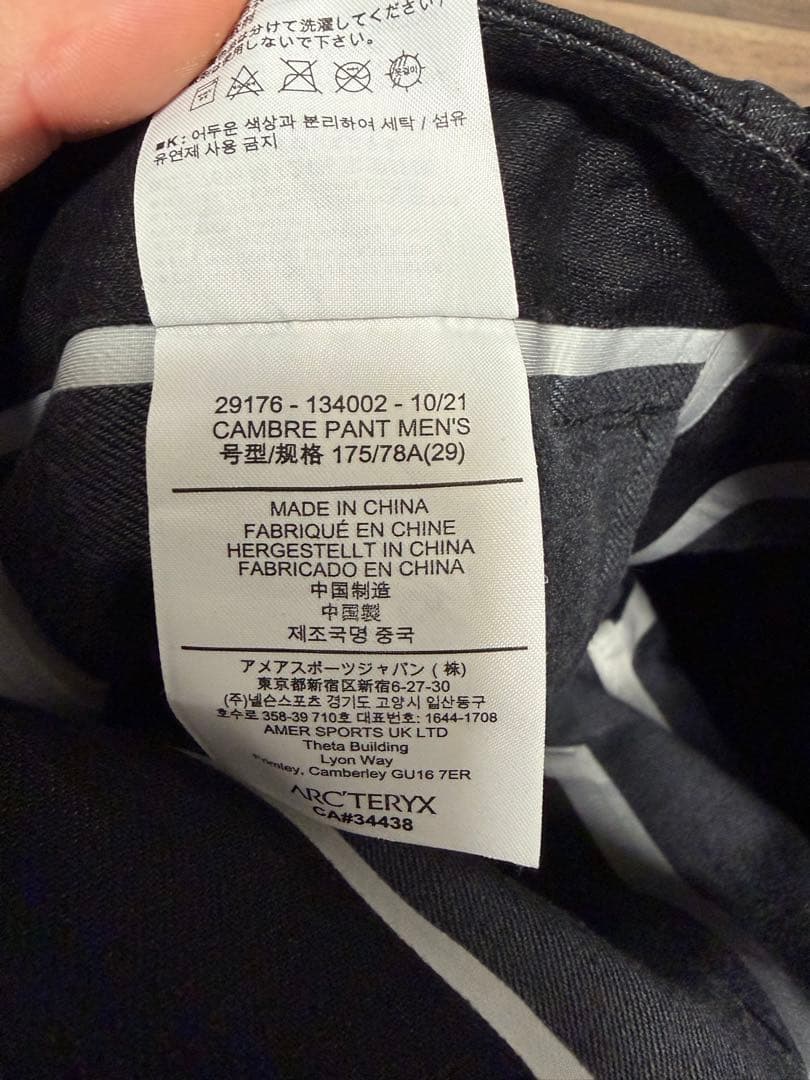 て洗濯してください
しないで下さい。
옷걸이
■K: 어두운 색상과 분리하여 세탁 / 섬유
유연제 사용 금지
29176 - 134002 - 10/21
CAMBRE PANT MEN'S
号型/规格 175/78A(29)
MADE IN CHINA
FABRIQUÉ EN CHINE
HERGESTELLT IN CHINA
FABRICADO EN CHINA
中国制造
中国製
제조국명 중국
アメアスポーツジャパン (株)
東京都新宿区新宿6-27-30
(주)넬슨스포츠 경기도 고양시 일산동구
호수로 358-39 710호 대표번호: 1644-1708
AMER SPORTS UK LTD
Theta Building
Lyon Way
Frimley, Camberley GU16 7ER
ARC'TERYX
CA#34438